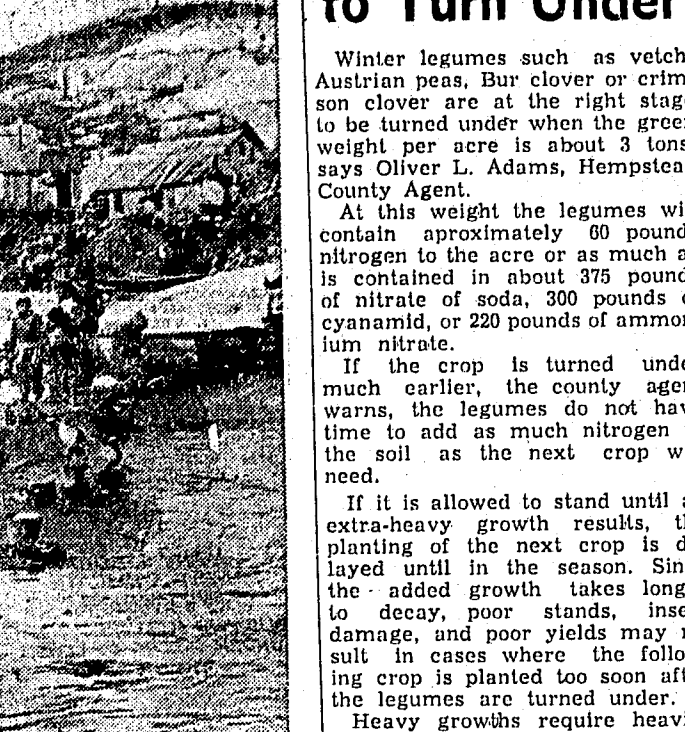 to Turn Under
Winter legumes such as vetch
Austrian peas, Bur clover or crim
son clover are at the right stag
to be turned under when the gree
weight per acre is about 3 tons
says Oliver L. Adams, Hempstea
County Agent.
At this weight the legumes wi
contain aproximately 60 pound
nitrogen to the acre or as much a
is contained in about 375 pound
of nitrate of soda, 300 pounds
cyanamid, or 220 pounds of ammon
ium nitrate.
If the crop is turned unde
much earlier, the county agen
warns, the legumes do not hav
time to add as much nitrogen
the soil as the next crop w
need.
If it is allowed to stand until a
extra-heavy growth results, th
planting of the next crop is d
layed until in the season. Sin
the added growth takes long
to decay, poor stands, inse
damage, and poor yields may r
sult in cases where the follo
ing crop is planted too soon aft
the legumes are turned under.
Heavy growths require heavi